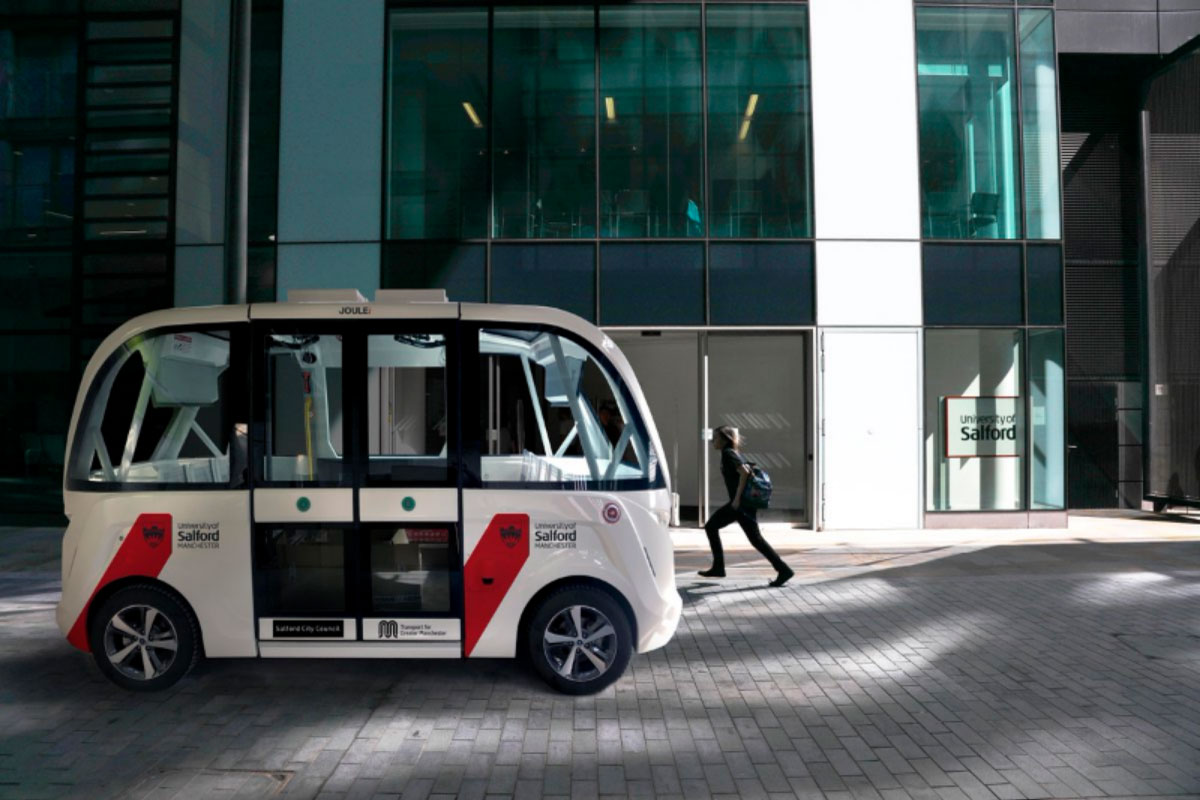 JOULE
University of
Salford
University of
Salford
MANCHESTER
University of
Salford
MANCHESTER
Salford City Council
Transport for
Greater Manchester